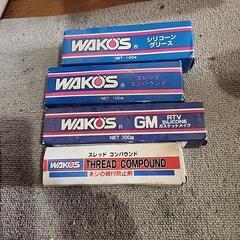 WAKO'S®
シリコーン
グリース
NET 100g
WAKO'S®
スレッド
コンパウンド
NET 100g
WAKO'S®
GM
RTV
SILICONE
ガスケットメイク
NET 100g
スレッド コンパウンド
WAKO'S
THREAD COMPOUND
ネジの焼付防止剤